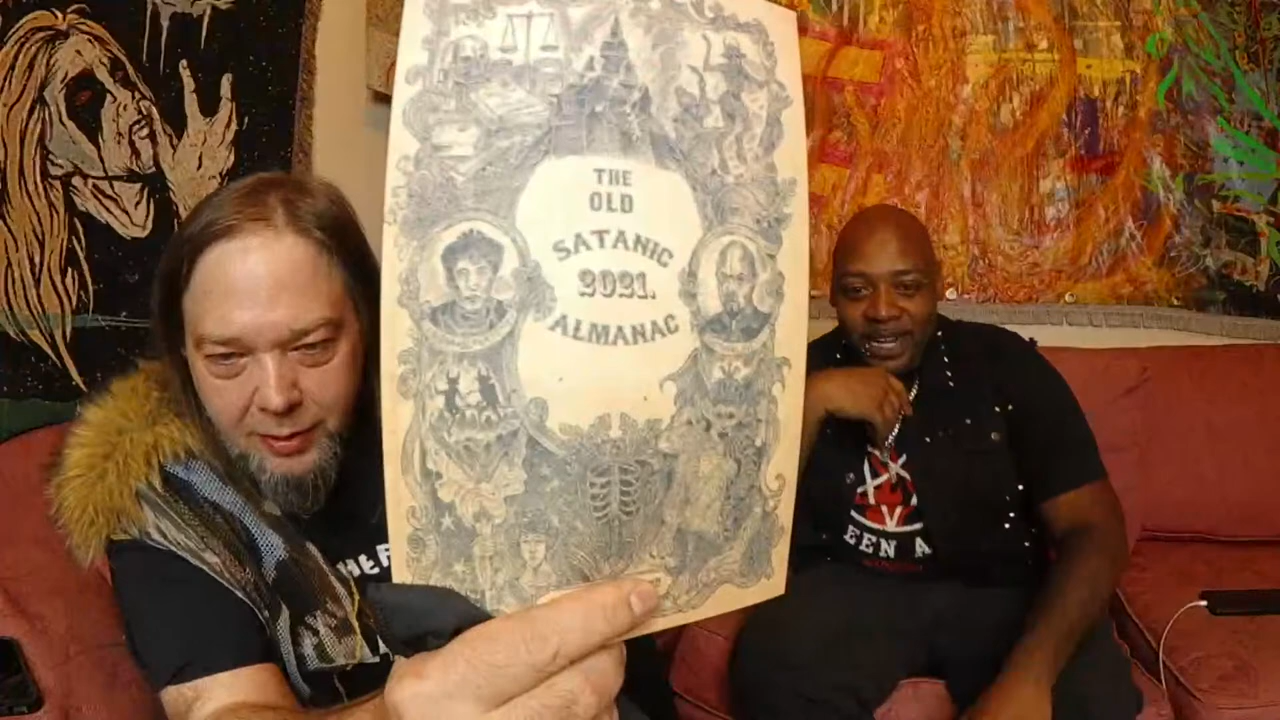 THE
OLD
SATANIC
2021.
ALMANAC
EEN A